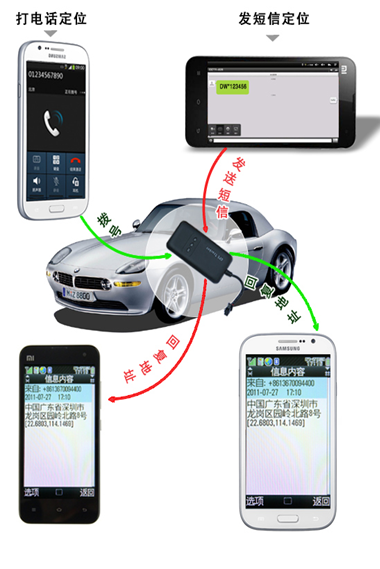 打电话定位
发短信定位
SAMSUNG
01234567890
DW*123456
发送短信
拨号
回复地址
回复地址
MI
信息内容
来自: +8613670094400
2011-07-27 17:10
中国广东省深圳市
龙岗区园岭北路8号
[22.6803,114.1469]
选项
返回
SAMSUNG
信息内容
来自: +8613670094400
2011-07-27 17:10
中国广东省深圳市
龙岗区园岭北路8号
[22.6803,114.1469]
选项
返回